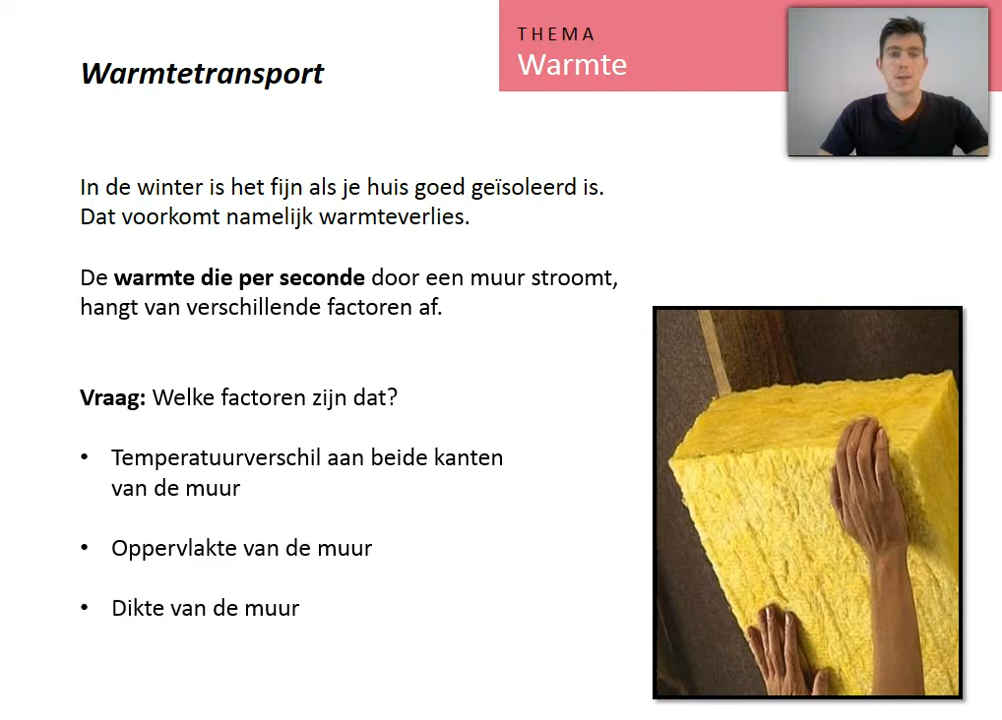 THEMA
Warmte
Warmtetransport
In de winter is het fijn als je huis goed geïsoleerd is.
Dat voorkomt namelijk warmteverlies.
De warmte die per seconde door een muur stroomt,
hangt van verschillende factoren af.
Vraag: Welke factoren zijn dat?
• Temperatuurverschil aan beide kanten
van de muur
• Oppervlakte van de muur
• Dikte van de muur